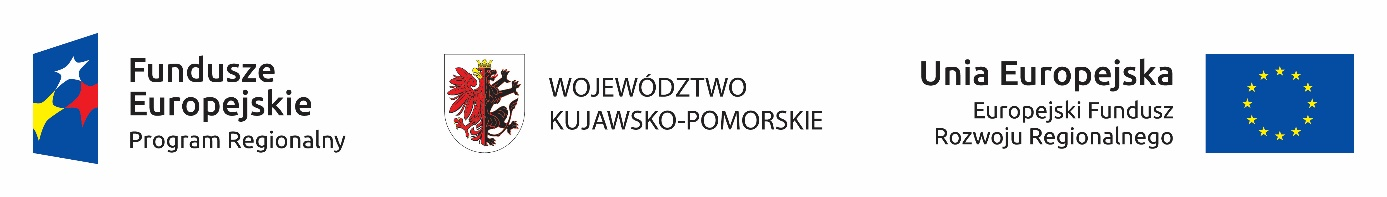 Fundusze
Europejskie
Program Regionalny
WOJEWÓDZTWO
KUJAWSKO-POMORSKIE
Unia Europejska
Europejski Fundusz
Rozwoju Regionalnego